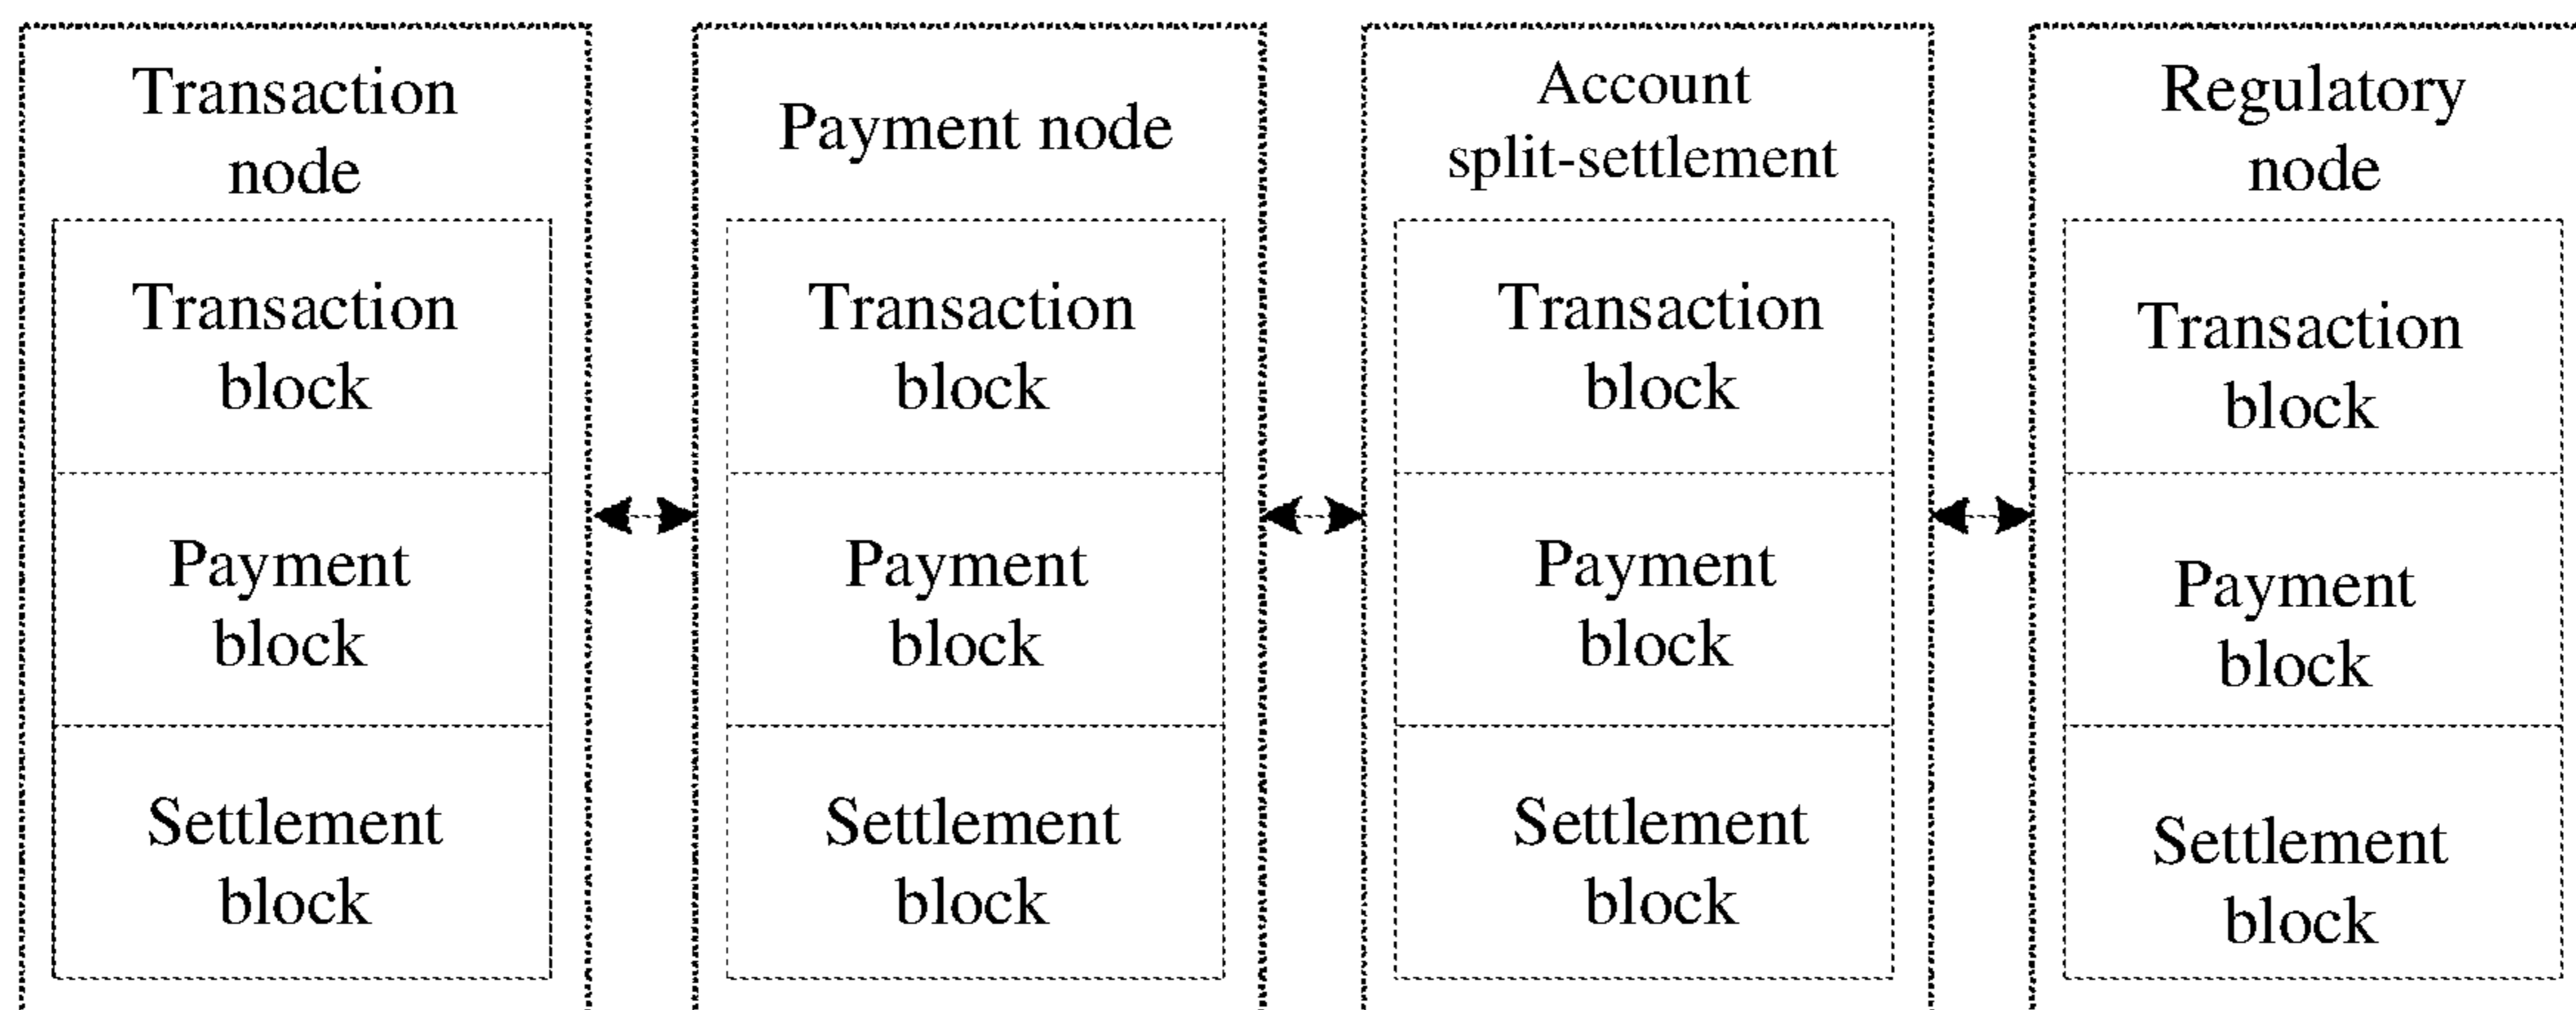 Transaction
node
Transaction
block
Payment
block
Settlement
block
Payment node
Transaction
block
Payment
block
Settlement
block
Account
split-settlement
Transaction
block
Payment
block
Settlement
block
Regulatory
node
Transaction
block
Payment
block
Settlement
block